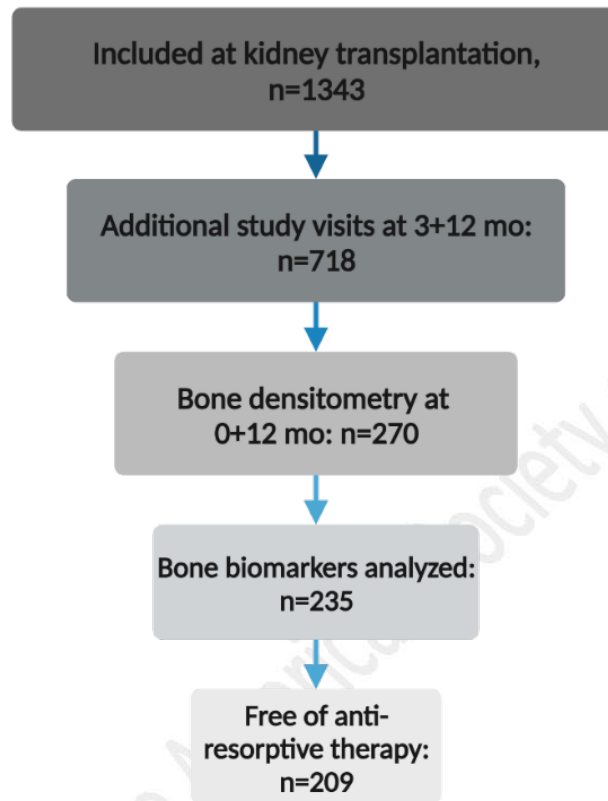 Included at kidney transplantation,
n=1343
Additional study visits at 3+12 mo:
n=718
Bone densitometry at
0+12 mo: n=270
Bone biomarkers analyzed:
n=235
Free of anti-
resorptive therapy:
n=209